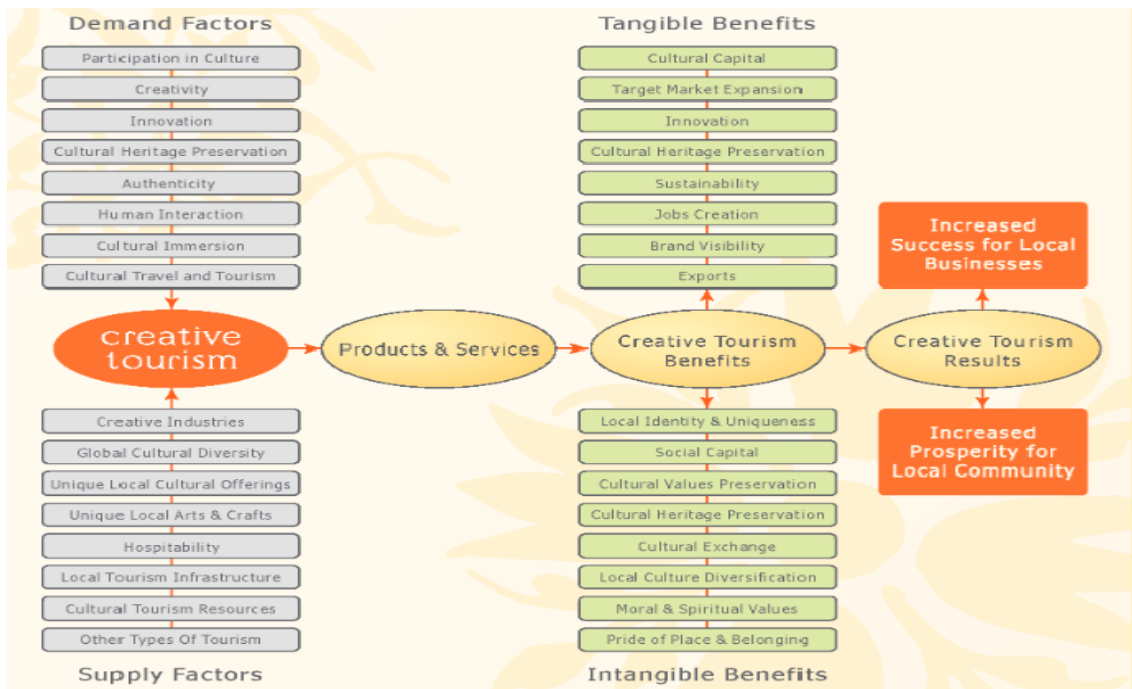 Demand Factors
Participation in Culture
Creativity
Innovation
Cultural Heritage Preservation
Authenticity
Human Interaction
Cultural Immersion
Cultural Travel and Tourism
creative
tourism
Creative Industries
Global Cultural Diversity
Unique Local Cultural Offerings
Unique Local Arts & Crafts
Hospitability
Local Tourism Infrastructure
Cultural Tourism Resources
Other Types Of Tourism
Supply Factors
Products & Services
Tangible Benefits
Cultural Capital
Target Market Expansion
Innovation
Cultural Heritage Preservation
Sustainability
Jobs Creation
Brand Visibility
Exports
Creative Tourism
Benefits
Local Identity & Uniqueness
Social Capital
Cultural Values Preservation
Cultural Heritage Preservation
Cultural Exchange
Local Culture Diversification
Moral & Spiritual Values
Pride of Place & Belonging
Intangible Benefits
Increased
Success for Local
Businesses
Creative Tourism
Results
Increased
Prosperity for
Local Community